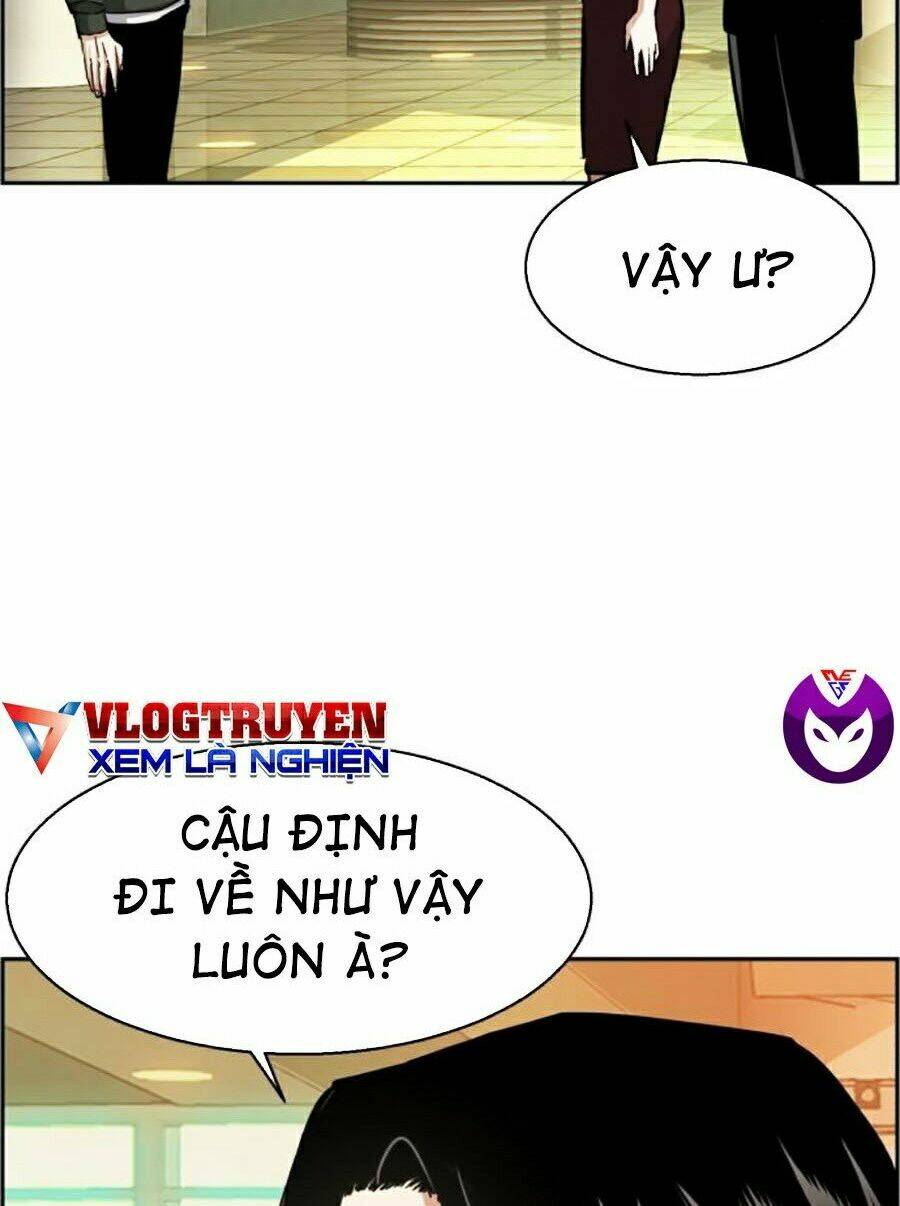 VẬY Ư?
VLOGTRUYEN
XEM LÀ NGHIỆN
CẬU ĐỊNH
ĐI VỀ NHƯ VẬY
LUÔN À?